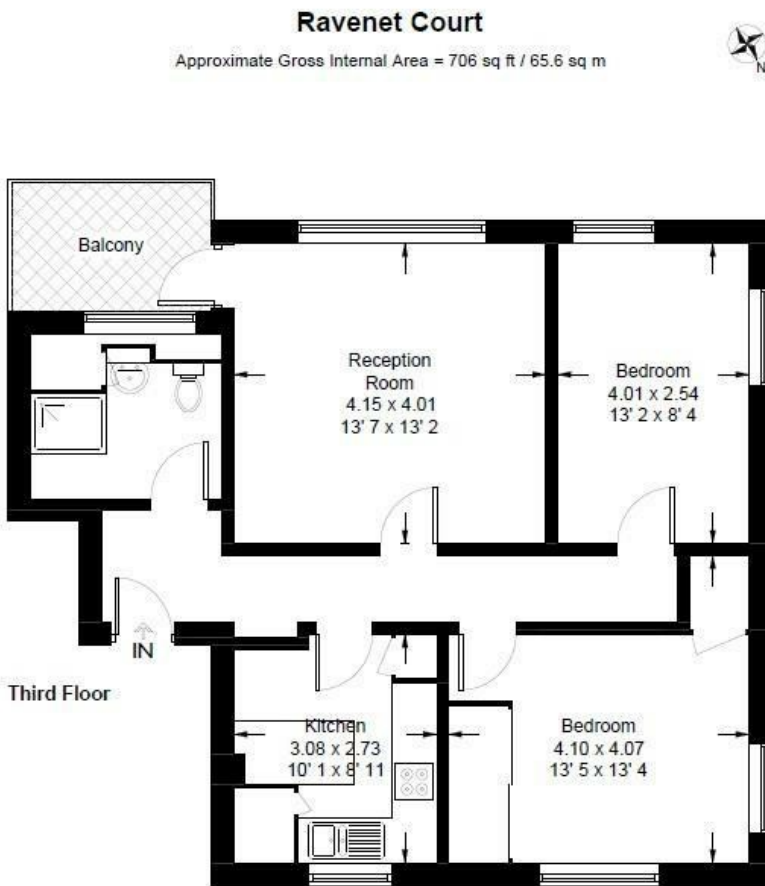 Ravenet Court
Approximate Gross Internal Area = 706 sq ft / 65.6 sq m
N
Balcony
Reception
Room
4.15 x 4.01
13' 7 x 13' 2
Bedroom
4.01 x 2.54
13' 2 x 8' 4
IN
Third Floor
Kitchen
3.08 x 2.73
10' 1 x 8' 11
Bedroom
4.10 x 4.07
13' 5 x 13' 4